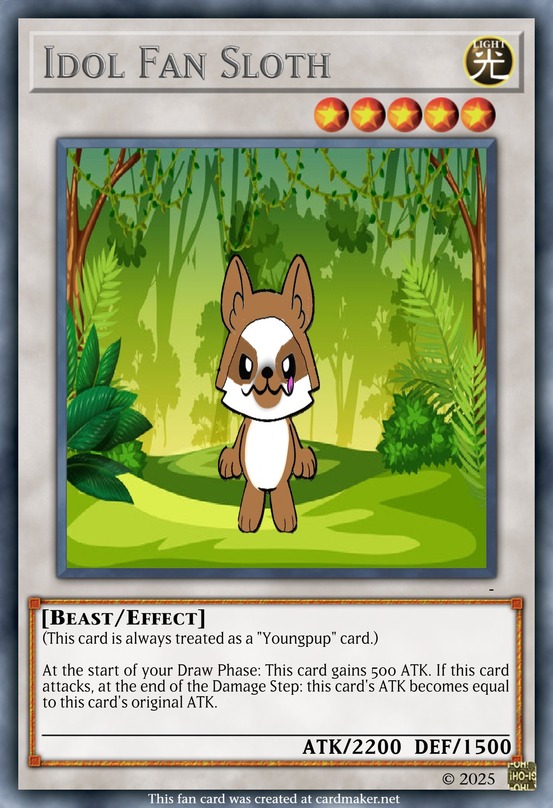 Idol Fan Sloth
LIGHT
光
-
[Beast/Effect]
(This card is always treated as a "Youngpup" card.)
At the start of your Draw Phase: This card gains 500 ATK. If this card
attacks, at the end of the Damage Step: this card's ATK becomes equal
to this card's original ATK.
ATK/2200 DEF/1500
© 2025
This fan card was created at cardmaker.net